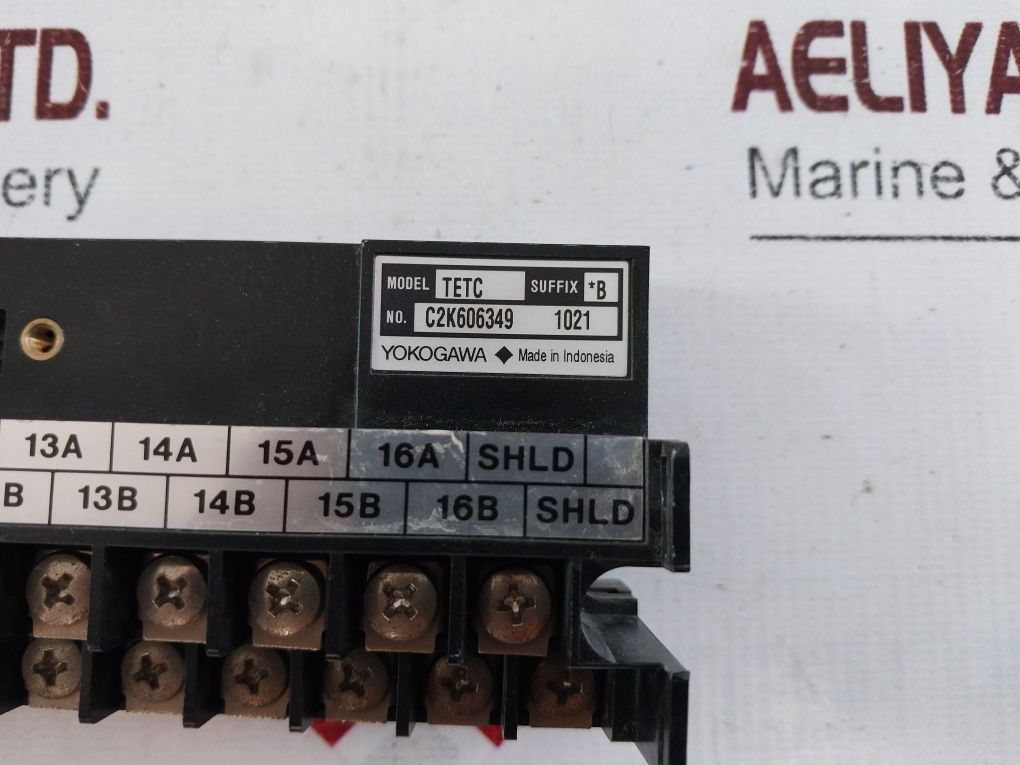 TD.
AELIYA
ery
Marine &
MODEL TETC SUFFIX *B
NO. C2K606349 1021
YOKOGAWA ◆ Made in Indonesia
13A 14A 15A 16A SHLD
B 13B 14B 15B 16B SHLD